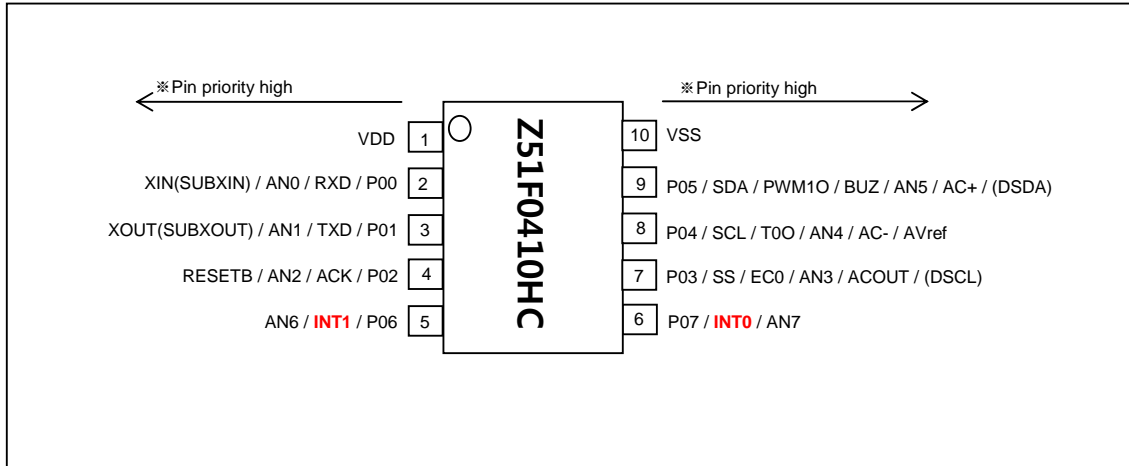 ※Pin priority high
※Pin priority high
VDD 1
10 VSS
XIN(SUBXIN) / AN0 / RXD / P00 2
9 P05 / SDA / PWM1O / BUZ / AN5 / AC+ / (DSDA)
XOUT(SUBXOUT) / AN1 / TXD / P01 3
8 P04 / SCL / T0O / AN4 / AC- / AVref
RESETB / AN2 / ACK / P02 4
7 P03 / SS / EC0 / AN3 / ACOUT / (DSCL)
AN6 / INT1 / P06 5
6 P07 / INT0 / AN7
Z51F0410HC